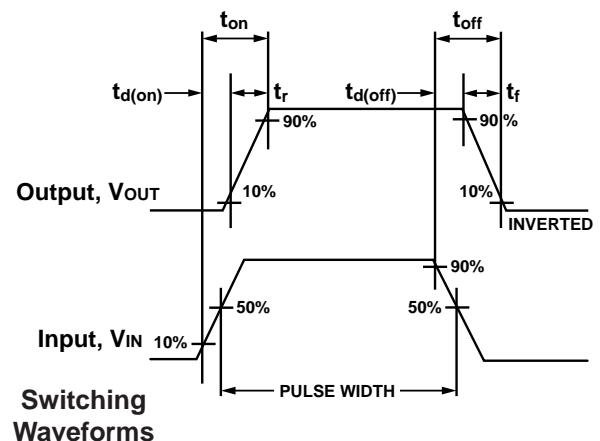 ton toff
td(on) tr td(off) tf
90% 90%
Output, VOUT 10% 10%
INVERTED
90%
50% 50%
Input, VIN 10%
PULSE WIDTH
Switching
Waveforms